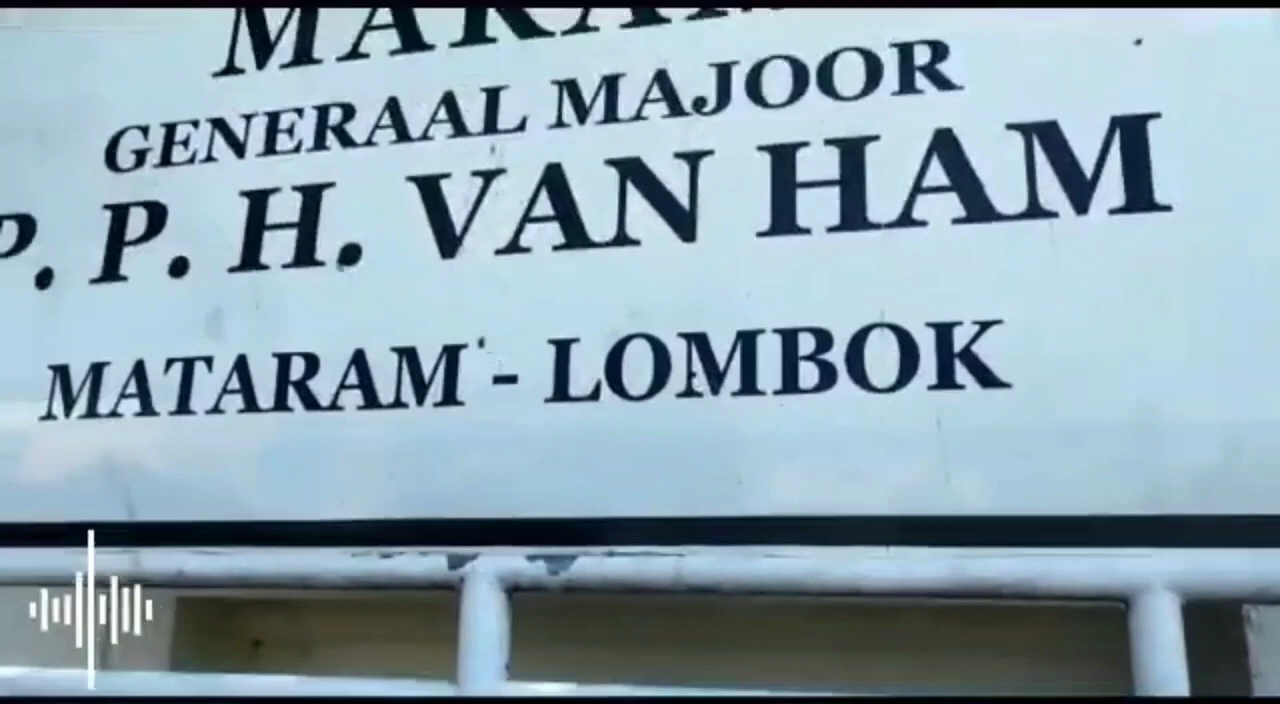 GENERAAL MAJOOR
P. P. H. VAN HAM
MATARAM - LOMBOK